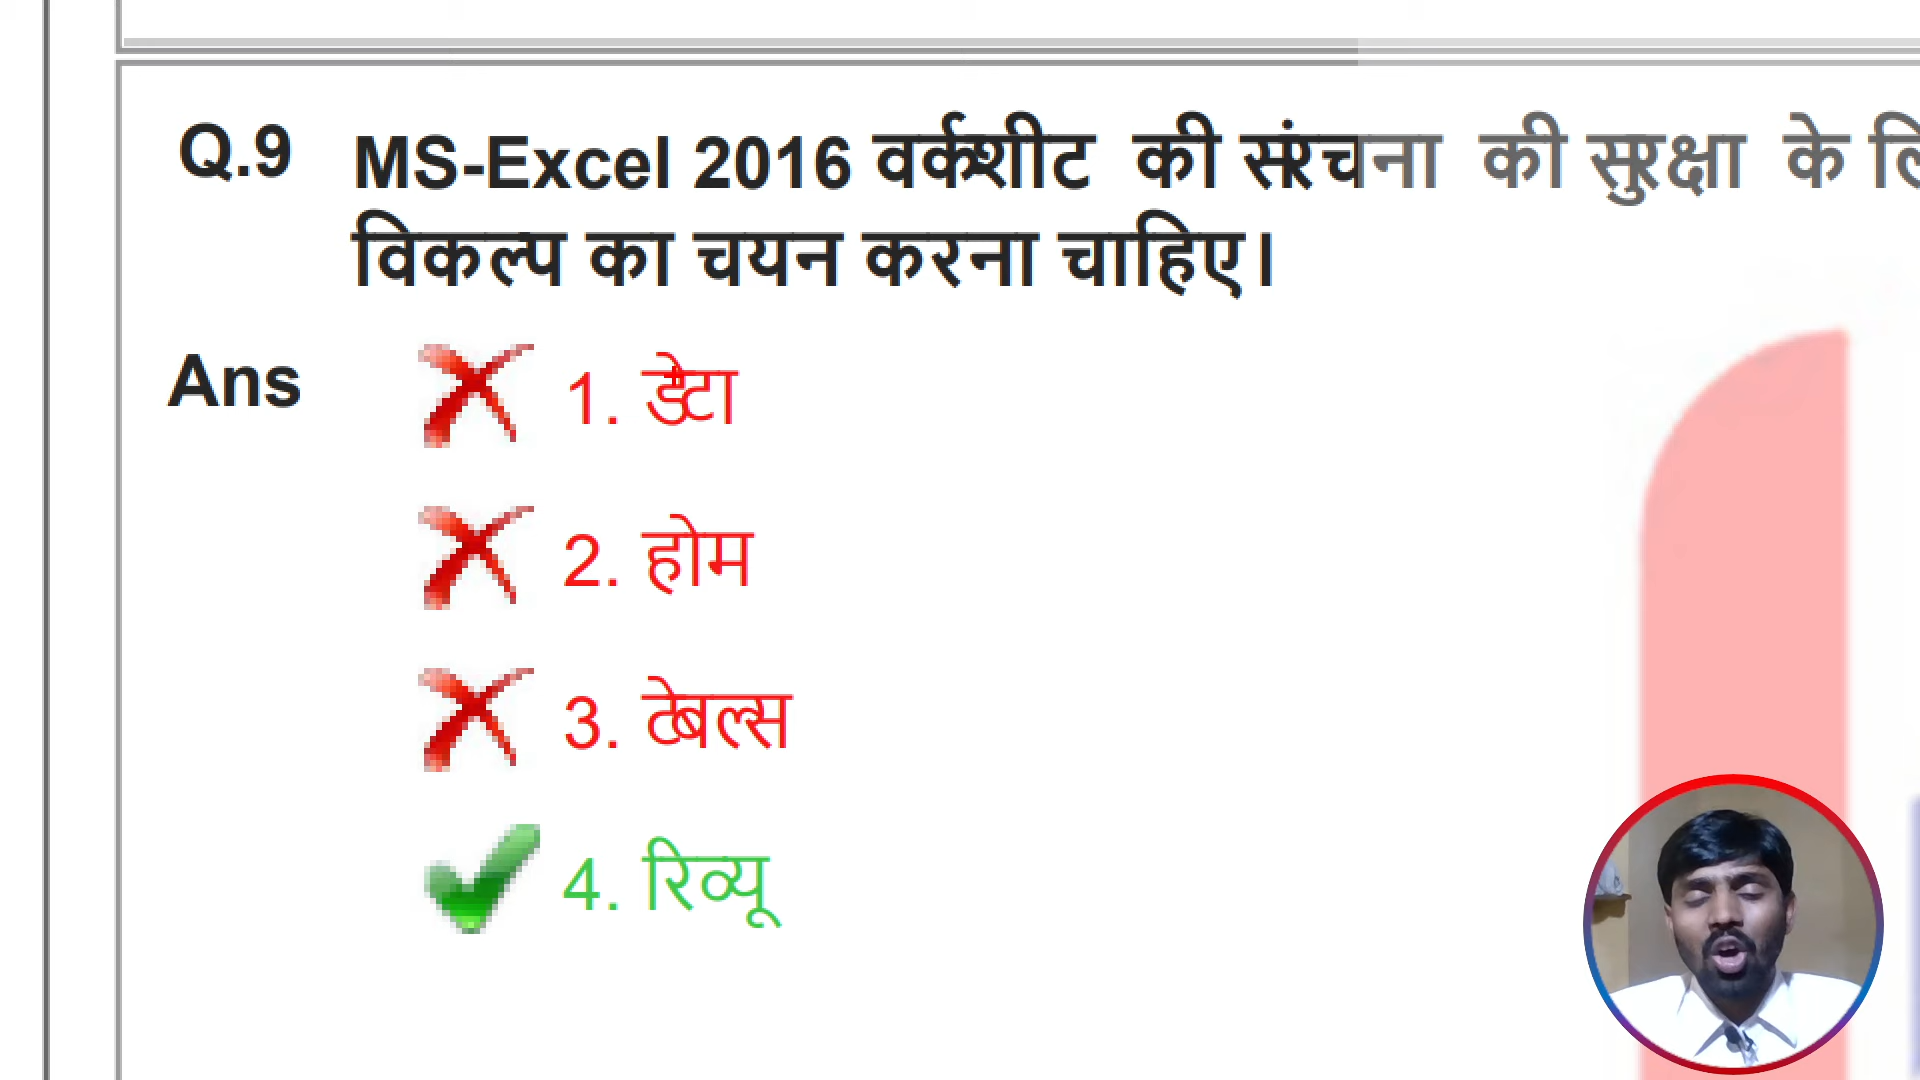 Q.9 MS-Excel 2016 वर्कशीट की संरचना की सुरक्षा के
विकल्प का चयन करना चाहिए।
Ans 1. डेटा
2. होम
3. टेबल्स
4. रिव्यू